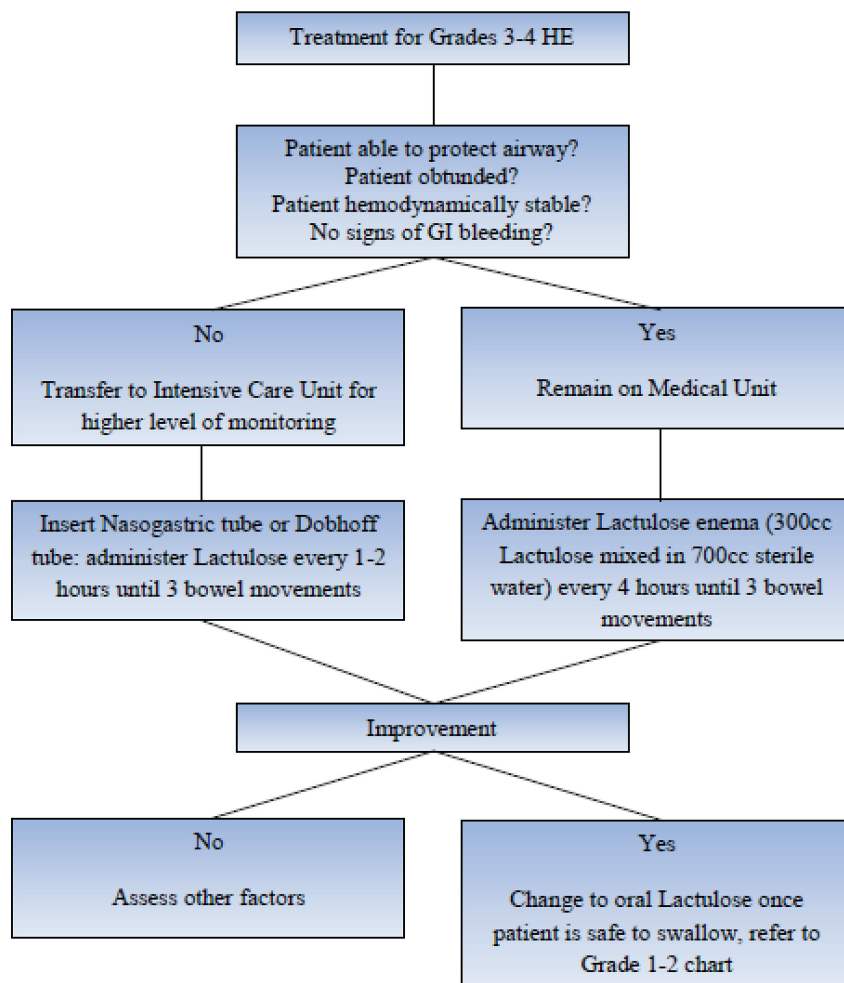 Treatment for Grades 3-4 HE
Patient able to protect airway?
Patient obtunded?
Patient hemodynamically stable?
No signs of GI bleeding?
No
Transfer to Intensive Care Unit for
higher level of monitoring
Yes
Remain on Medical Unit
Insert Nasogastric tube or Dobhoff
tube: administer Lactulose every 1-2
hours until 3 bowel movements
Administer Lactulose enema (300cc
Lactulose mixed in 700cc sterile
water) every 4 hours until 3 bowel
movements
Improvement
No
Assess other factors
Yes
Change to oral Lactulose once
patient is safe to swallow, refer to
Grade 1-2 chart